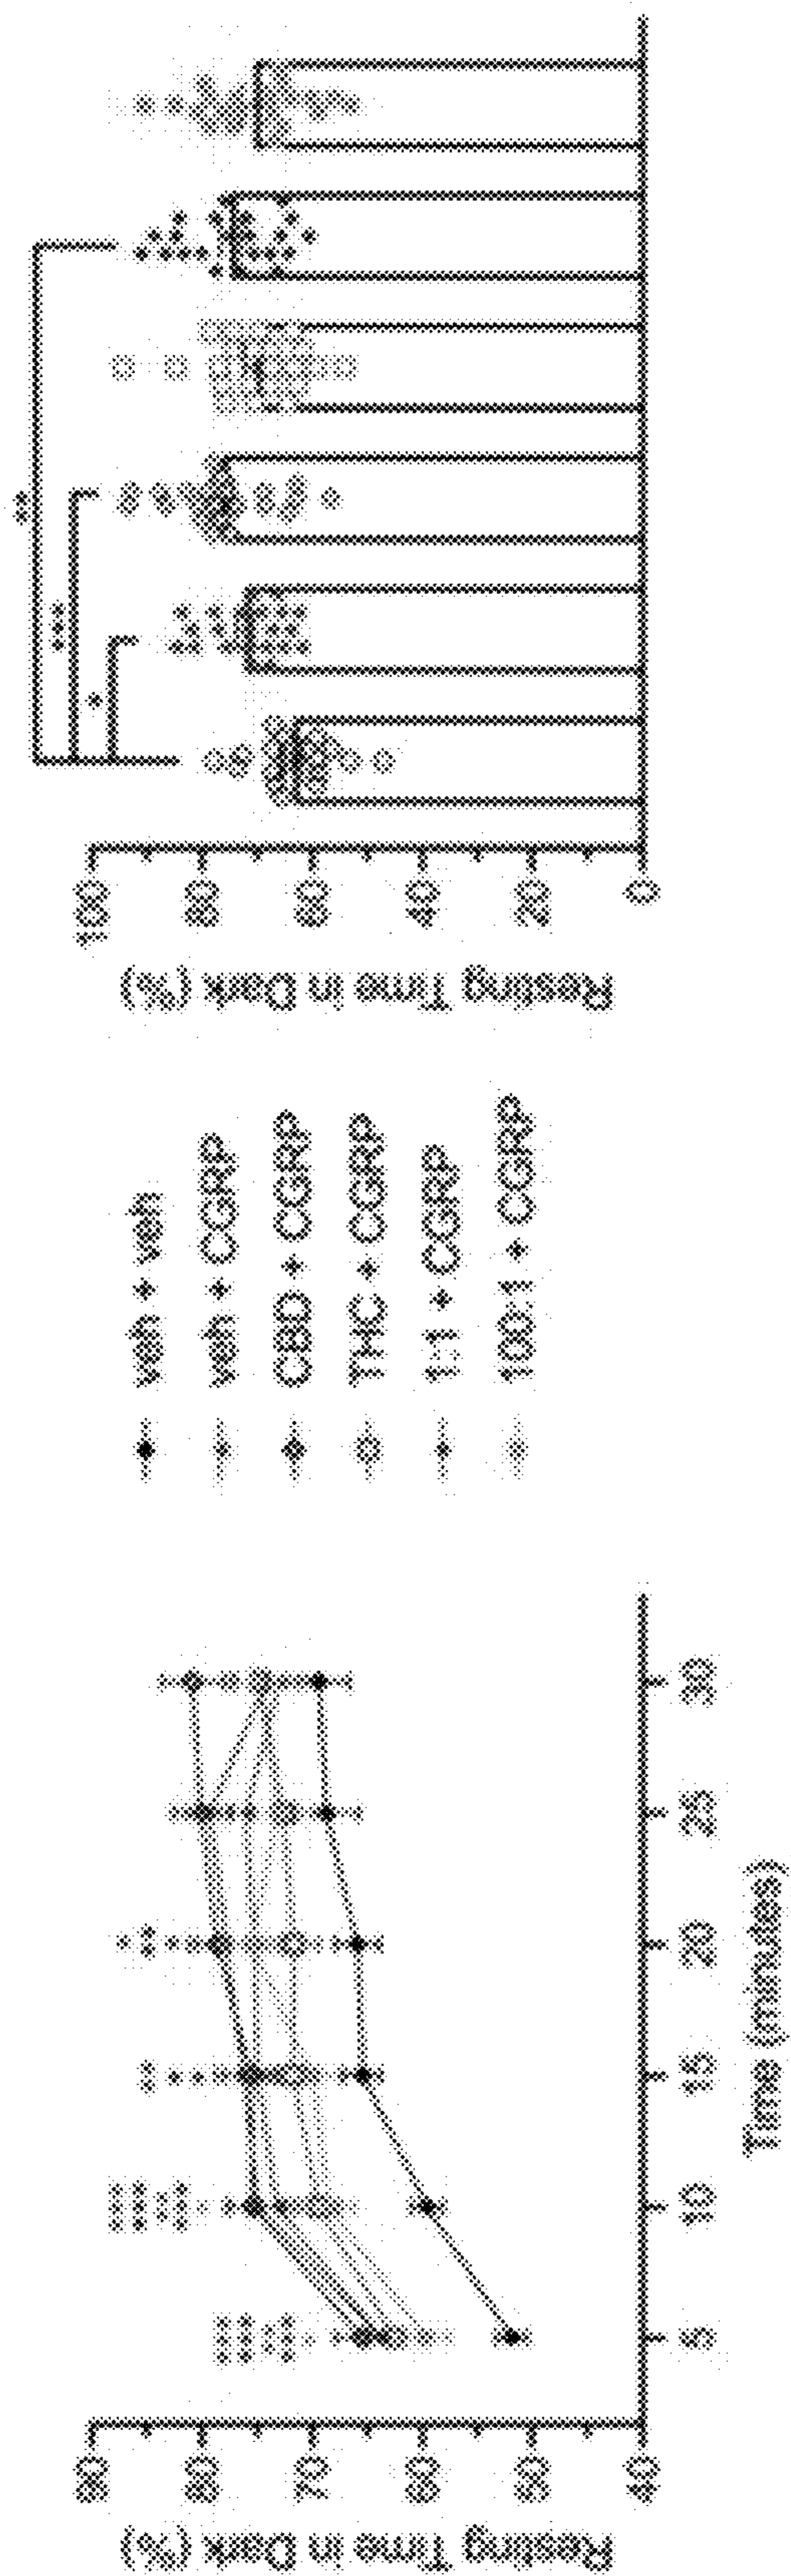 Resting Time in Dark (%)
90
80
70
60
50
40
5 10 15 20 25 30
Time (minutes)
veh + veh
veh + CGRP
CBD + CGRP
THC + CGRP
1:1 + CGRP
100:1 + CGRP
Resting Time in Dark (%)
100
80
60
40
20
0
**
***
*